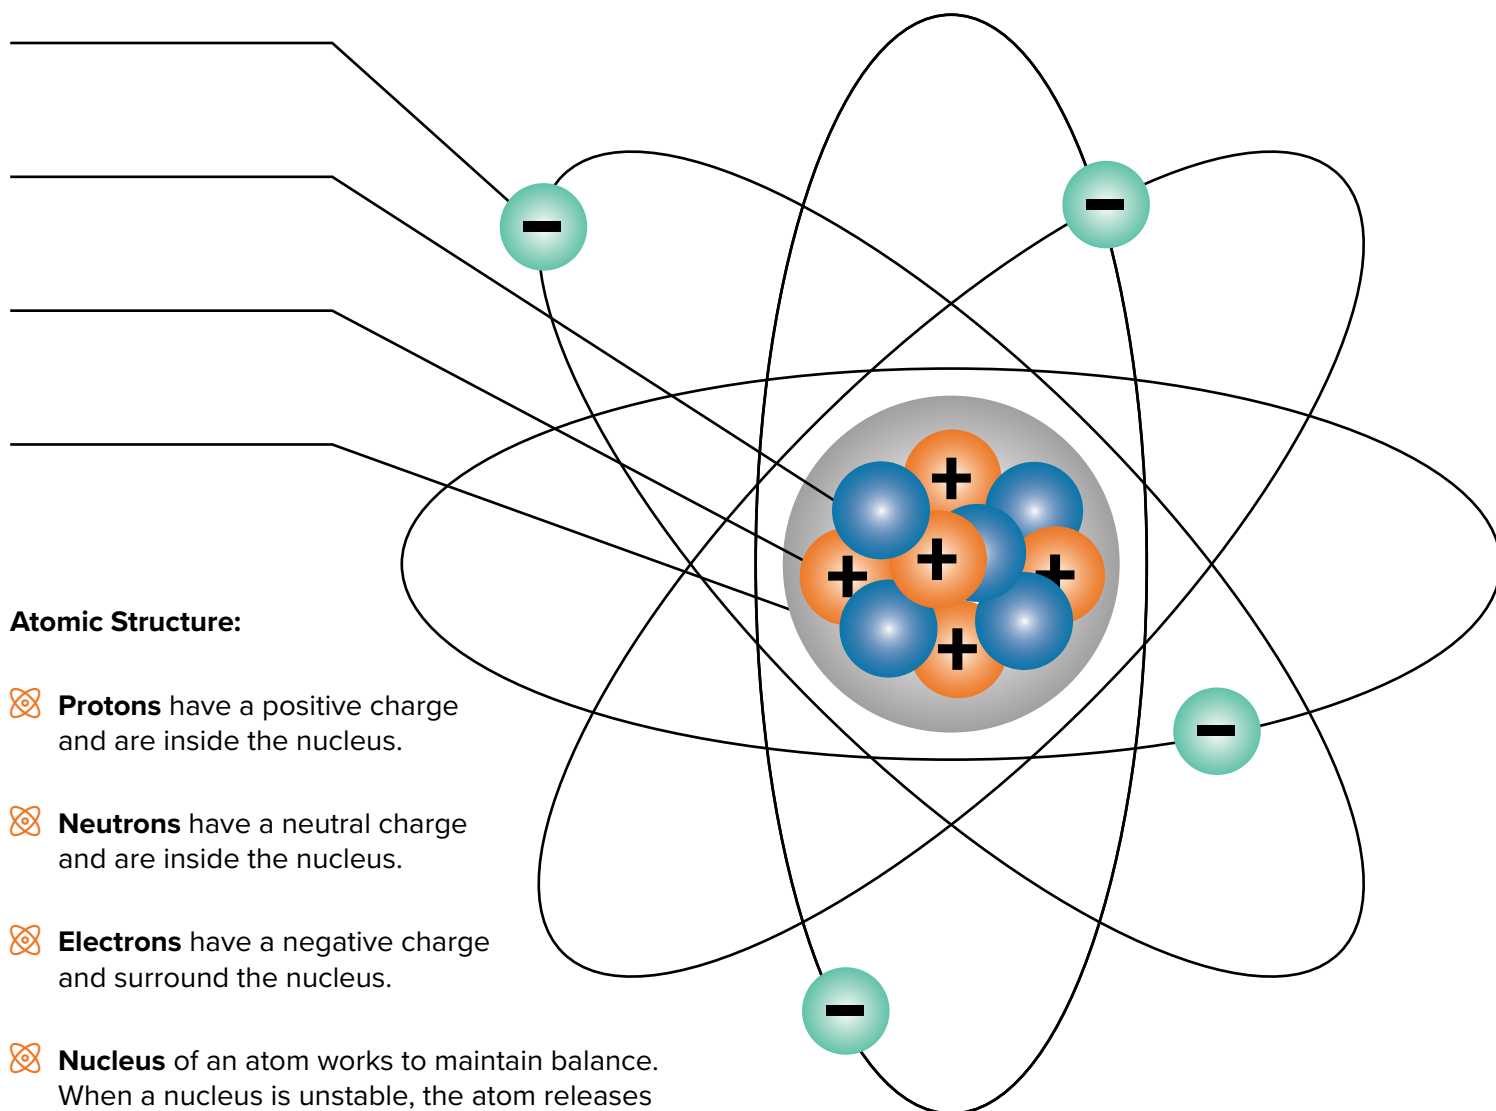 −
−
+
+
+
+
+
Atomic Structure:
Protons have a positive charge
and are inside the nucleus.
−
Neutrons have a neutral charge
and are inside the nucleus.
Electrons have a negative charge
and surround the nucleus.
−
Nucleus of an atom works to maintain balance.
When a nucleus is unstable, the atom releases